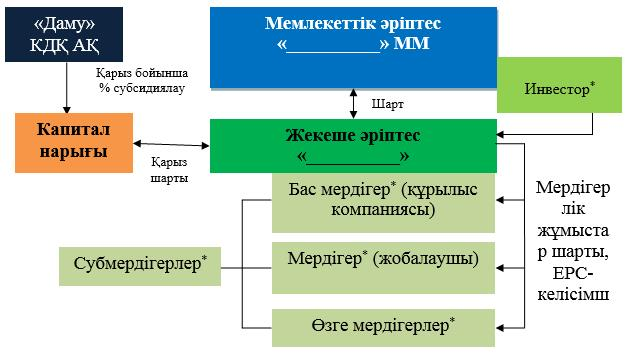 «Даму»
КДҚ АҚ
Мемлекеттік әріптес
«__________» ММ
Қарыз бойынша
% субсидиялау
Шарт
Инвестор*
Капитал
нарығы
Қарыз
шарты
Жекеше әріптес
«__________»
Бас мердігер* (құрылыс
компаниясы)
Мердігер
лік
жұмыста
р шарты,
ЕРС-
келісімш
Субмердігерлер*
Мердігер* (жобалаушы)
Өзге мердігерлер*